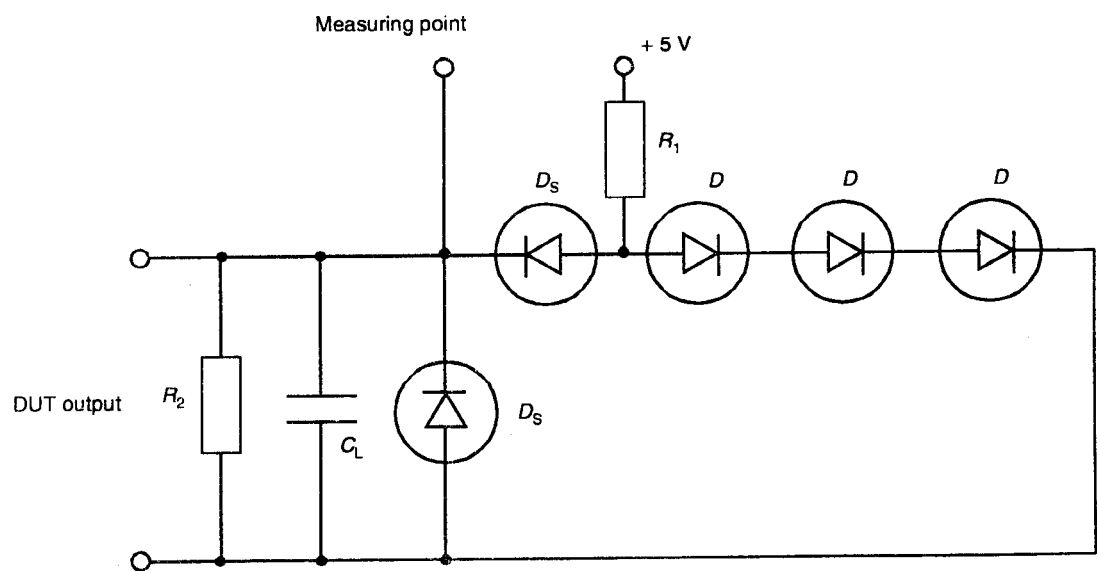 Measuring point
+ 5 V
R1
DS
D
D
D
DUT output
R2
CL
DS